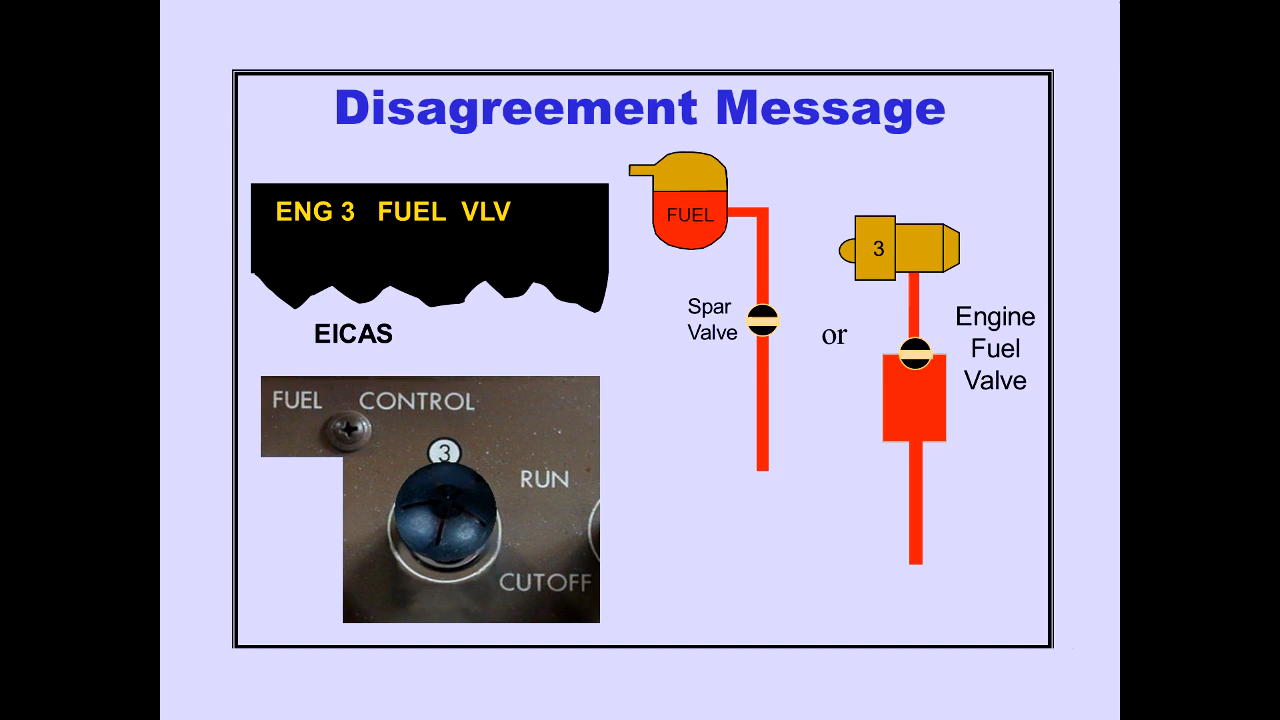 Disagreement Message
ENG 3 FUEL VLV
EICAS
FUEL CONTROL
3
RUN
CUTOFF
FUEL
Spar
Valve
or
3
Engine
Fuel
Valve